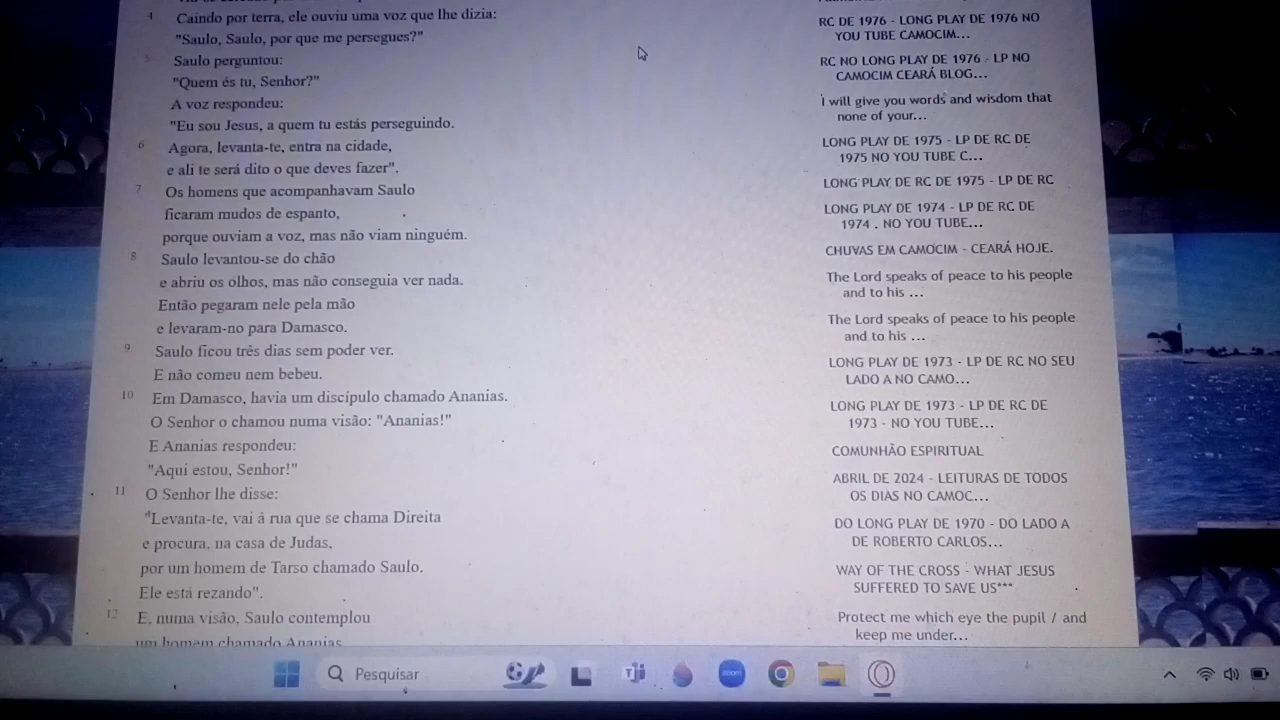 4 Caindo por terra, ele ouviu uma voz que lhe dizia:
"Saulo, Saulo, por que me persegues?"
5 Saulo perguntou:
"Quem és tu, Senhor?"
A voz respondeu:
"Eu sou Jesus, a quem tu estás perseguindo.
6 Agora, levanta-te, entra na cidade,
e ali te será dito o que deves fazer".
7 Os homens que acompanhavam Saulo
ficaram mudos de espanto,
porque ouviam a voz, mas não viam ninguém.
8 Saulo levantou-se do chão
e abriu os olhos, mas não conseguia ver nada.
Então pegaram nele pela mão
e levaram-no para Damasco.
9 Saulo ficou três dias sem poder ver.
E não comeu nem bebeu.
10 Em Damasco, havia um discípulo chamado Ananias.
O Senhor o chamou numa visão: "Ananias!"
E Ananias respondeu:
"Aqui estou, Senhor!"
11 O Senhor lhe disse:
"Levanta-te, vai à rua que se chama Direita
e procura, na casa de Judas,
por um homem de Tarso chamado Saulo.
Ele está rezando".
12 E, numa visão, Saulo contemplou
um homem chamado Ananias
RC DE 1976 - LONG PLAY DE 1976 NO
YOU TUBE CAMOCIM...
RC NO LONG PLAY DE 1976 - LP NO
CAMOCIM CEARÁ BLOG...
i will give you words and wisdom that
none of your...
LONG PLAY DE 1975 - LP DE RC DE
1975 NO YOU TUBE C...
LONG PLAY DE RC DE 1975 - LP DE RC
LONG PLAY DE 1974 - LP DE RC DE
1974 . NO YOU TUBE...
CHUVAS EM CAMOCIM - CEARÁ HOJE.
The Lord speaks of peace to his people
and to his ...
The Lord speaks of peace to his people
and to his ...
LONG PLAY DE 1973 - LP DE RC NO SEU
LADO A NO CAMO...
LONG PLAY DE 1973 - LP DE RC DE
1973 - NO YOU TUBE...
COMUNHÃO ESPIRITUAL
ABRIL DE 2024 - LEITURAS DE TODOS
OS DIAS NO CAMOC...
DO LONG PLAY DE 1970 - DO LADO A
DE ROBERTO CARLOS...
WAY OF THE CROSS - WHAT JESUS
SUFFERED TO SAVE US***
Protect me which eye the pupil / and
keep me under...
Pesquisar
zoom